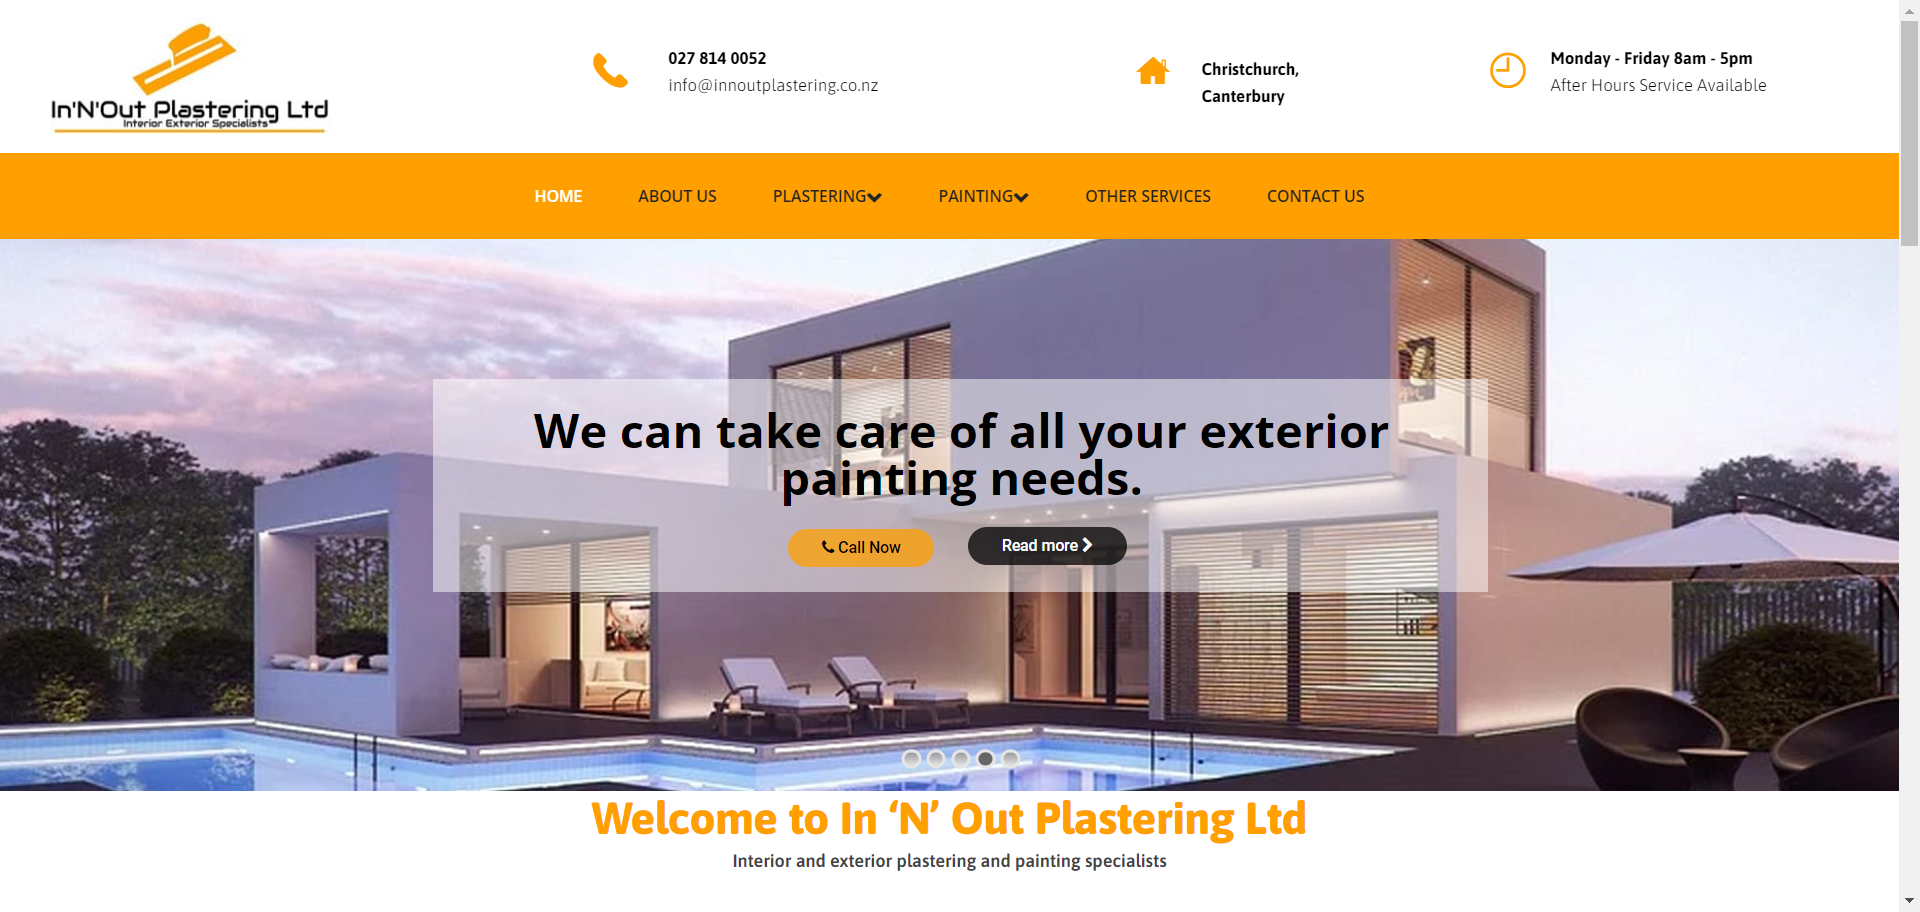 In'N'Out Plastering Ltd
Interior Exterior Specialists
027 814 0052
info@innoutplastering.co.nz
Christchurch,
Canterbury
Monday - Friday 8am - 5pm
After Hours Service Available
HOME
ABOUT US
PLASTERING
PAINTING
OTHER SERVICES
CONTACT US
We can take care of all your exterior
painting needs.
Call Now
Read more
Welcome to In ‘N’ Out Plastering Ltd
Interior and exterior plastering and painting specialists